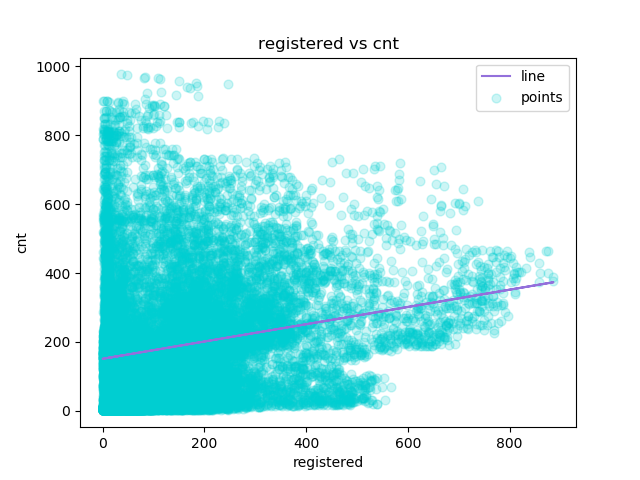 registered vs cnt
line
points
1000
800
600
400
200
0
cnt
0 200 400 600 800
registered